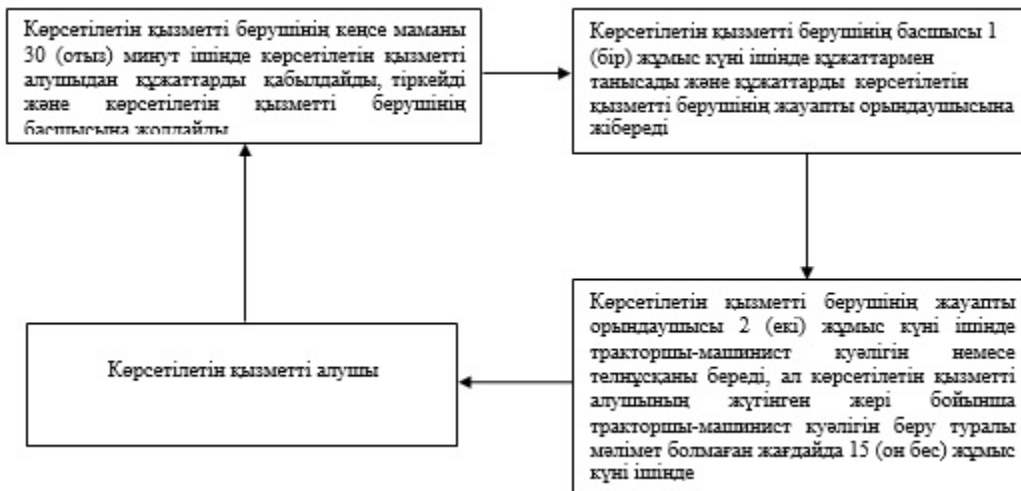 Көрсетілетін қызметті берушінің кеңсе маманы
30 (отыз) минут ішінде көрсетілетін қызметті
алушыдан құжаттарды қабылдайды, тіркейді
және көрсетілетін қызметті берушінің
басшысына жолдайды
Көрсетілетін қызметті берушінің басшысы 1
(бір) жұмыс күні ішінде құжаттармен
танысады және құжаттарды көрсетілетін
қызметті берушінің жауапты орындаушысына
жібереді
Көрсетілетін қызметті берушінің жауапты
орындаушысы 2 (екі) жұмыс күні ішінде
тракторшы-машинист куәлігін немесе
телнұсқаны береді, ал көрсетілетін қызметті
алушының жүгінген жері бойынша
тракторшы-машинист куәлігін беру туралы
мәлімет болмаған жағдайда 15 (он бес) жұмыс
күні ішінде
Көрсетілетін қызметті алушы